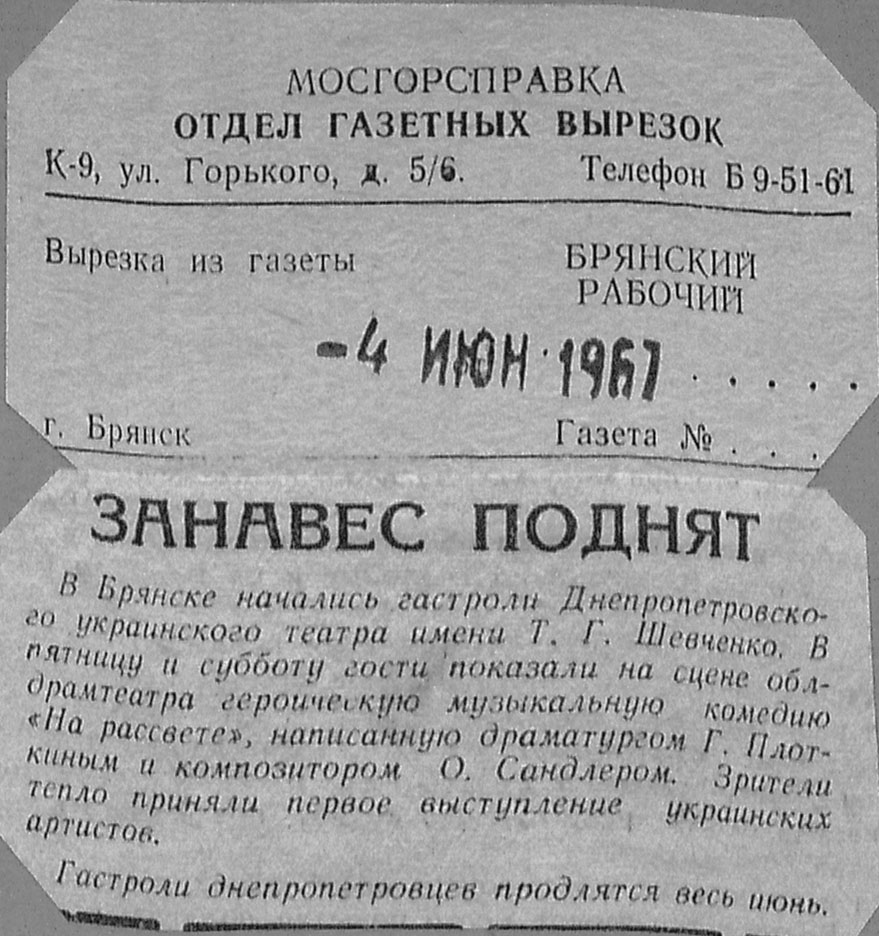 МОСГОРСПРАВКА
ОТДЕЛ ГАЗЕТНЫХ ВЫРЕЗОК
К-9, ул. Горького, д. 5/6. Телефон Б 9-51-61
Вырезка из газеты БРЯНСКИЙ
РАБОЧИЙ
-4 ИЮН 1967 . . . . .
г. Брянск Газета № . . .
ЗАНАВЕС ПОДНЯТ
В Брянске начались гастроли Днепропетровско-
го украинского театра имени Т. Г. Шевченко. В
пятницу и субботу гости показали на сцене обл-
драмтеатра героическую музыкальную комедию
«На рассвете», написанную драматургом Г. Плот-
киным и композитором О. Сандлером. Зрители
тепло приняли первое выступление украинских
артистов.
Гастроли днепропетровцев продлятся весь июнь.